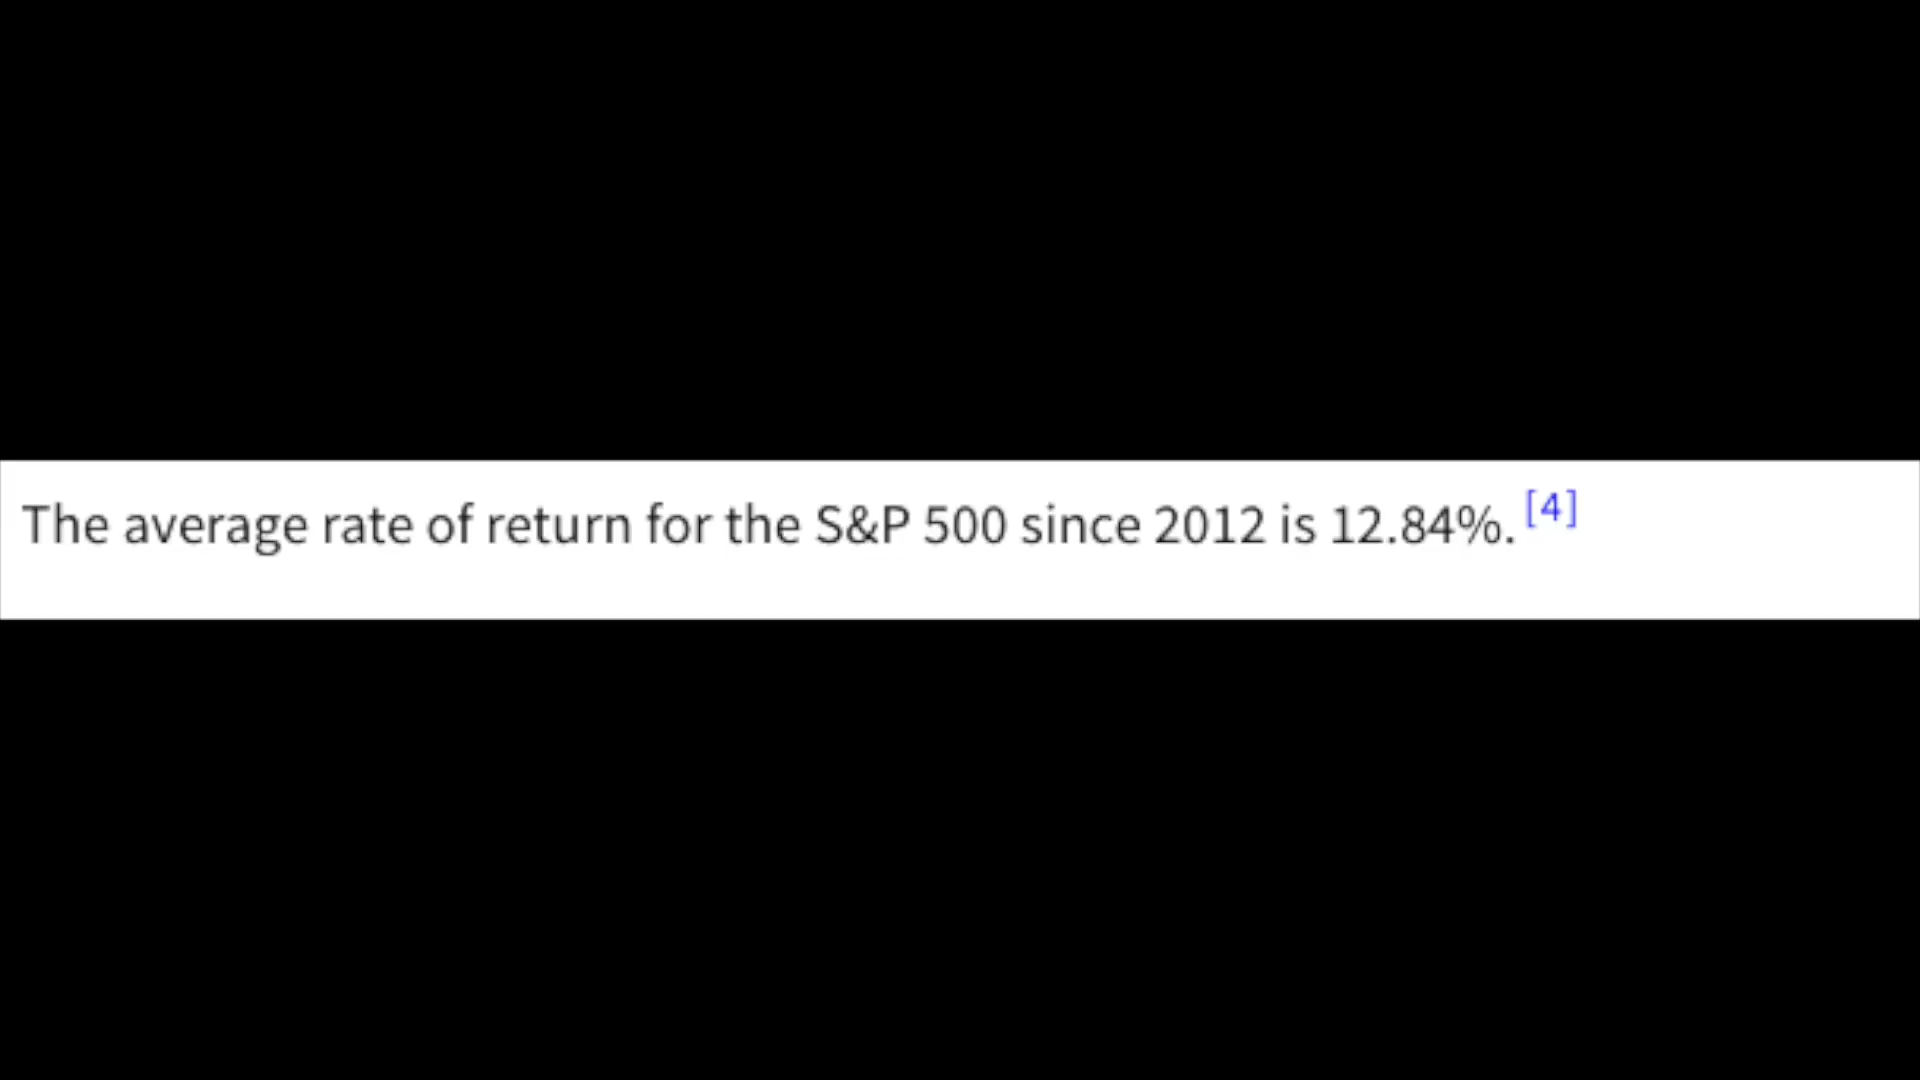 The average rate of return for the S&P 500 since 2012 is 12.84%. [4]